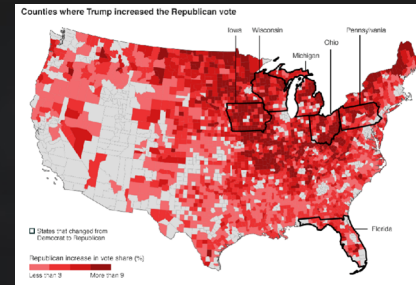 Counties where Trump increased the Republican vote
Iowa
Wisconsin
Michigan
Ohio
Pennsylvania
Florida
States that changed from
Democrat to Republican
Republican increase in vote share (%)
Less than 3
More than 9